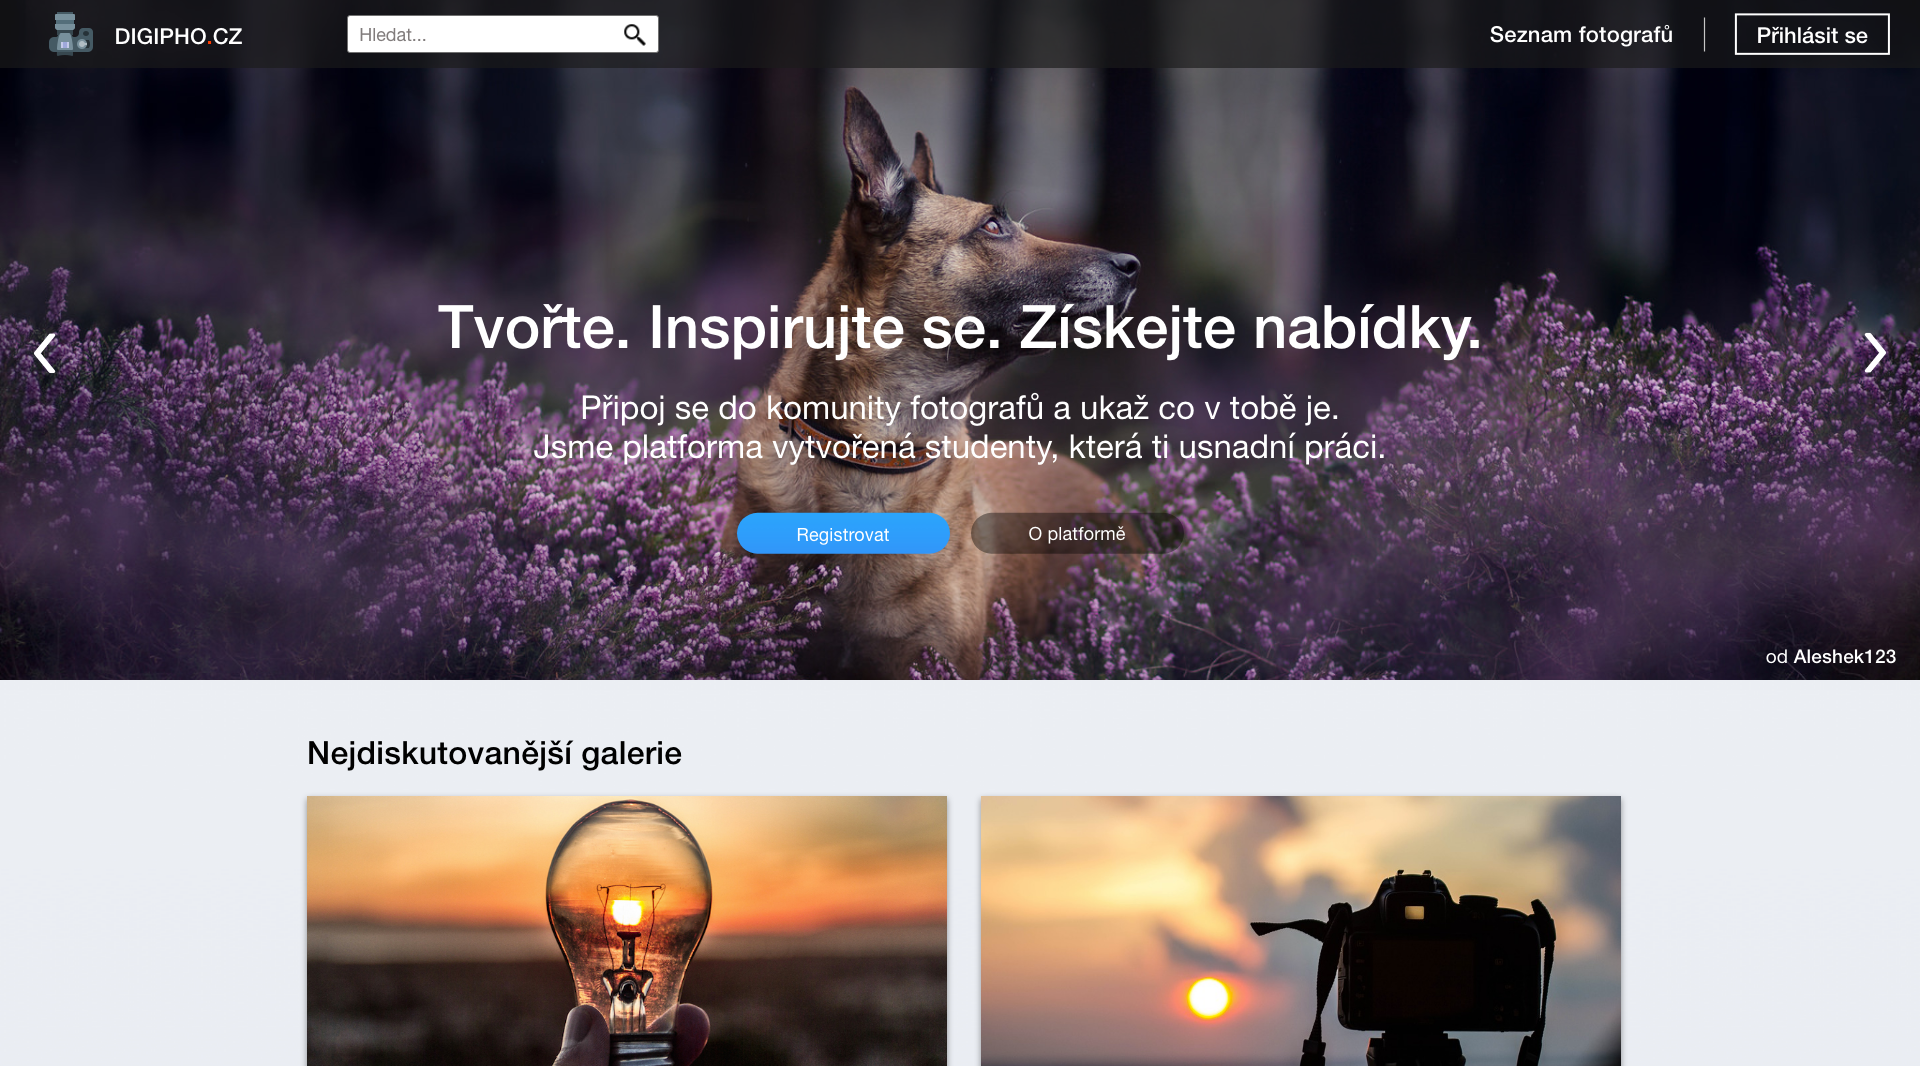 DIGIPHO.CZ
Hledat...
Seznam fotografů
Přihlásit se
Tvořte. Inspirujte se. Získejte nabídky.
Připoj se do komunity fotografů a ukaž co v tobě je.
Jsme platforma vytvořená studenty, která ti usnadní práci.
Registrovat
O platformě
od Aleshek123
Nejdiskutovanější galerie